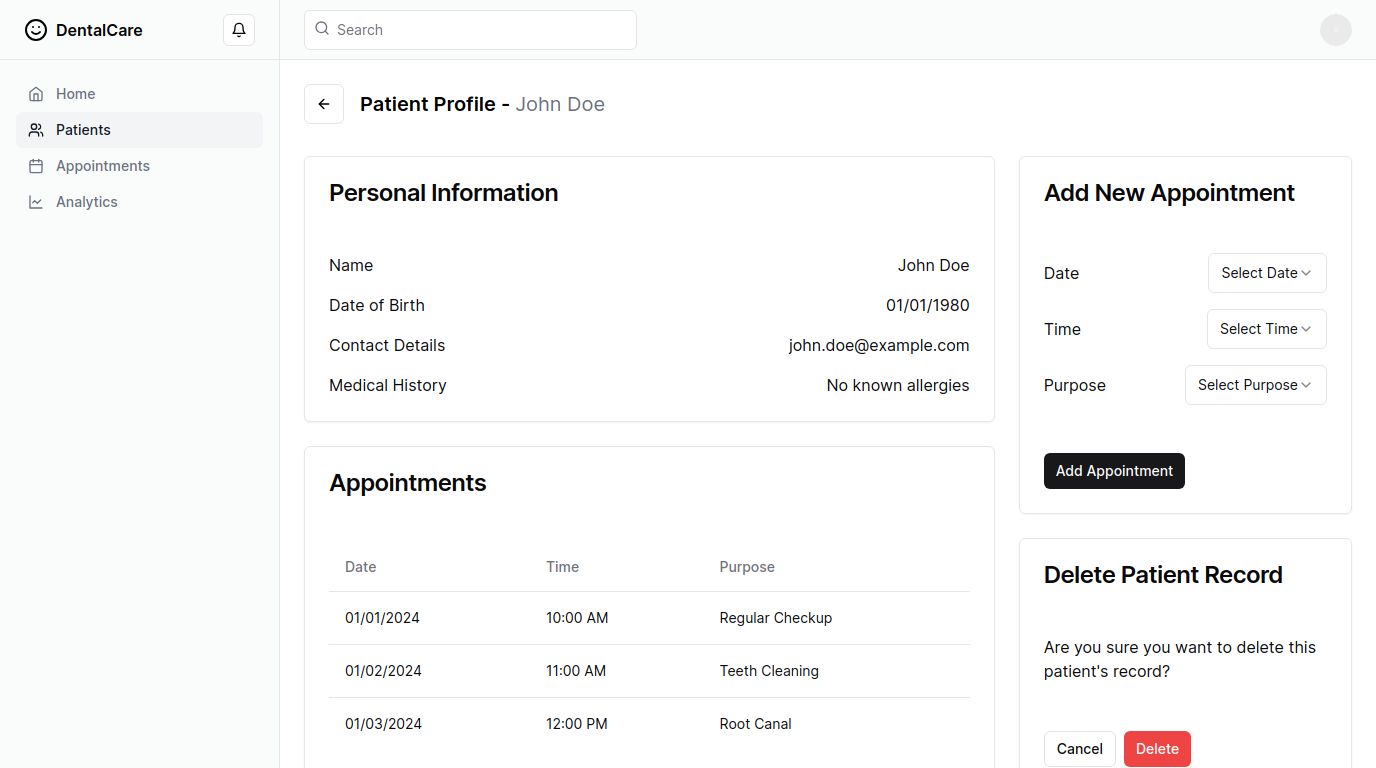 DentalCare
Search
Home
Patients
Appointments
Analytics
Patient Profile - John Doe
Personal Information
Name John Doe
Date of Birth 01/01/1980
Contact Details john.doe@example.com
Medical History No known allergies
Appointments
Date Time Purpose
01/01/2024 10:00 AM Regular Checkup
01/02/2024 11:00 AM Teeth Cleaning
01/03/2024 12:00 PM Root Canal
Add New Appointment
Date Select Date
Time Select Time
Purpose Select Purpose
Add Appointment
Delete Patient Record
Are you sure you want to delete this
patient's record?
Cancel Delete